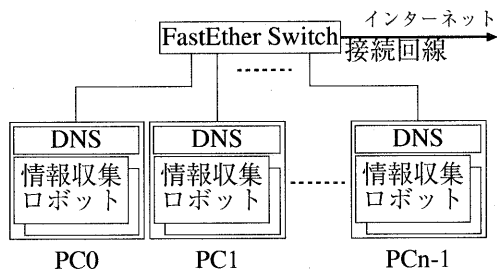 インターネット
FastEther Switch
接続回線
DNS
情報収集
ロボット
DNS
情報収集
ロボット
DNS
情報収集
ロボット
PC0
PC1
PCn-1